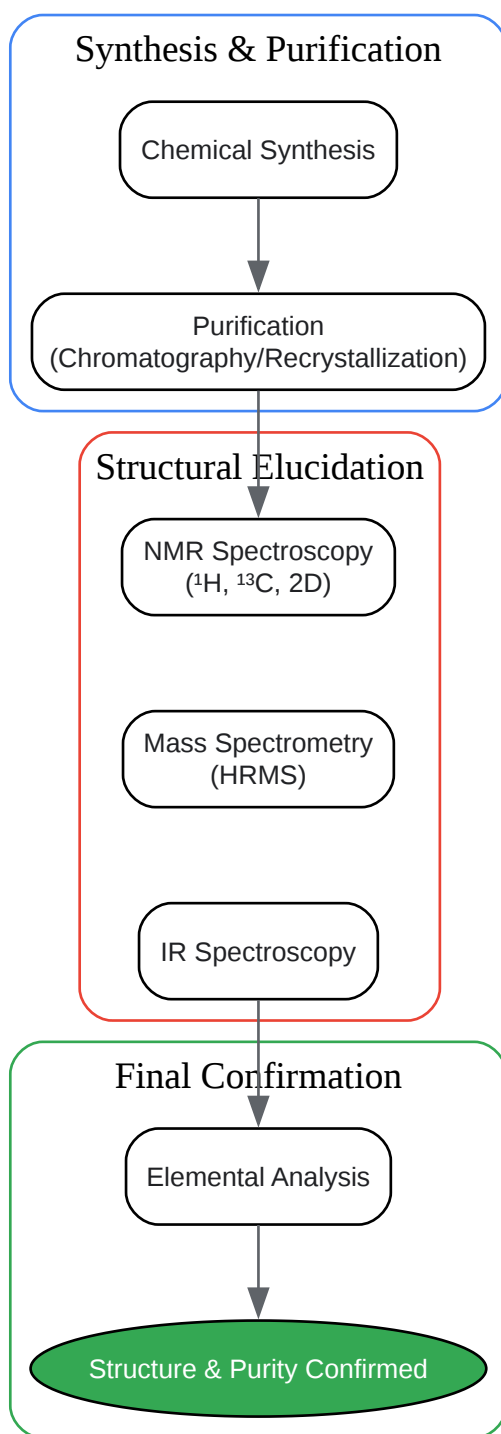 Synthesis & Purification
Chemical Synthesis
Purification
(Chromatography/Recrystallization)
Structural Elucidation
NMR Spectroscopy
(¹H, ¹³C, 2D)
Mass Spectrometry
(HRMS)
IR Spectroscopy
Final Confirmation
Elemental Analysis
Structure & Purity Confirmed